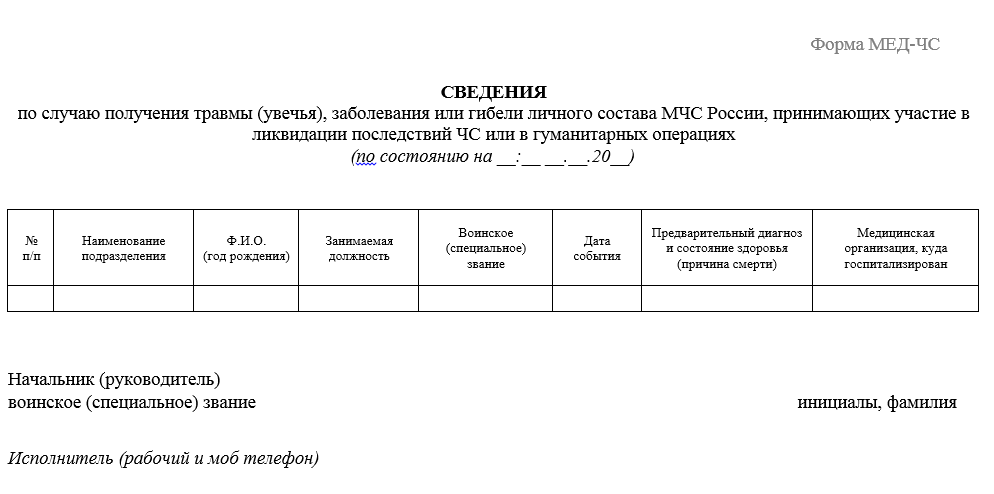 Форма МЕД-ЧС
СВЕДЕНИЯ
по случаю получения травмы (увечья), заболевания или гибели личного состава МЧС России, принимающих участие в
ликвидации последствий ЧС или в гуманитарных операциях
(по состоянию на __:__ __.__.20__)
№
п/п
Наименование
подразделения
Ф.И.О.
(год рождения)
Занимаемая
должность
Воинское
(специальное)
звание
Дата
события
Предварительный диагноз
и состояние здоровья
(причина смерти)
Медицинская
организация, куда
госпитализирован
Начальник (руководитель)
воинское (специальное) звание инициалы, фамилия
Исполнитель (рабочий и моб телефон)